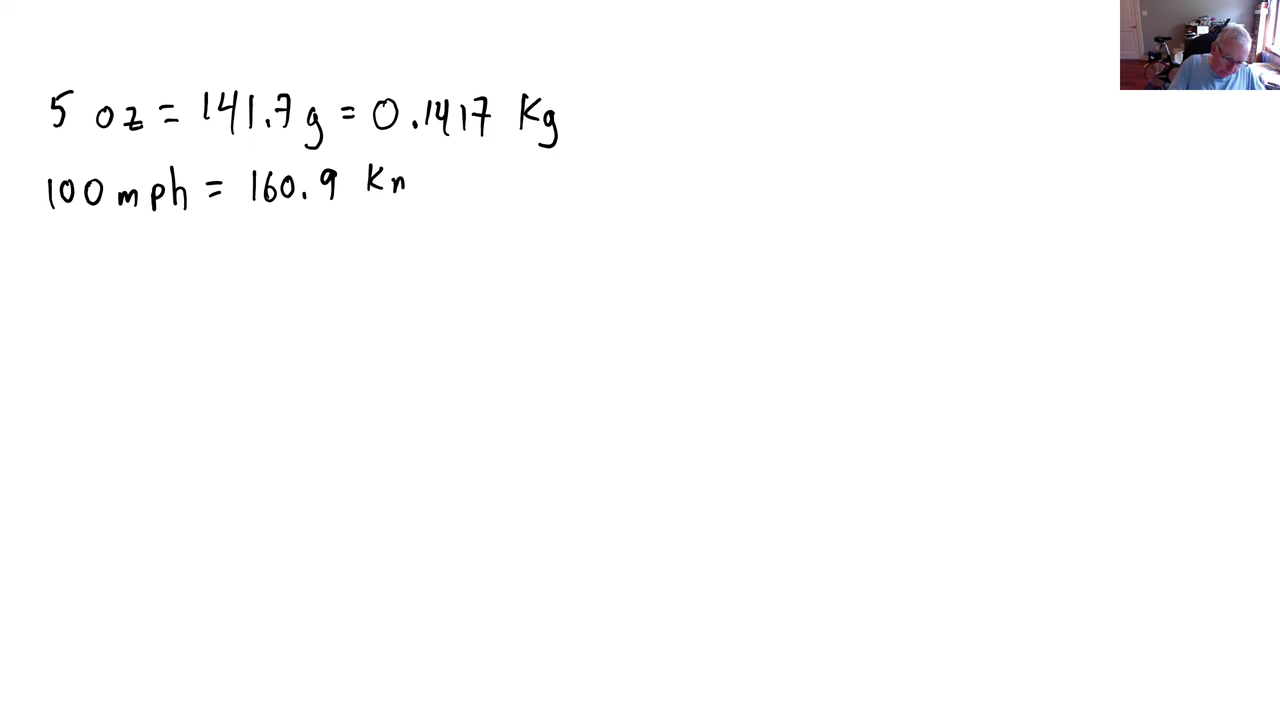 5 oz = 141.7 g = 0.1417 Kg
100 mph = 160.9 Kn